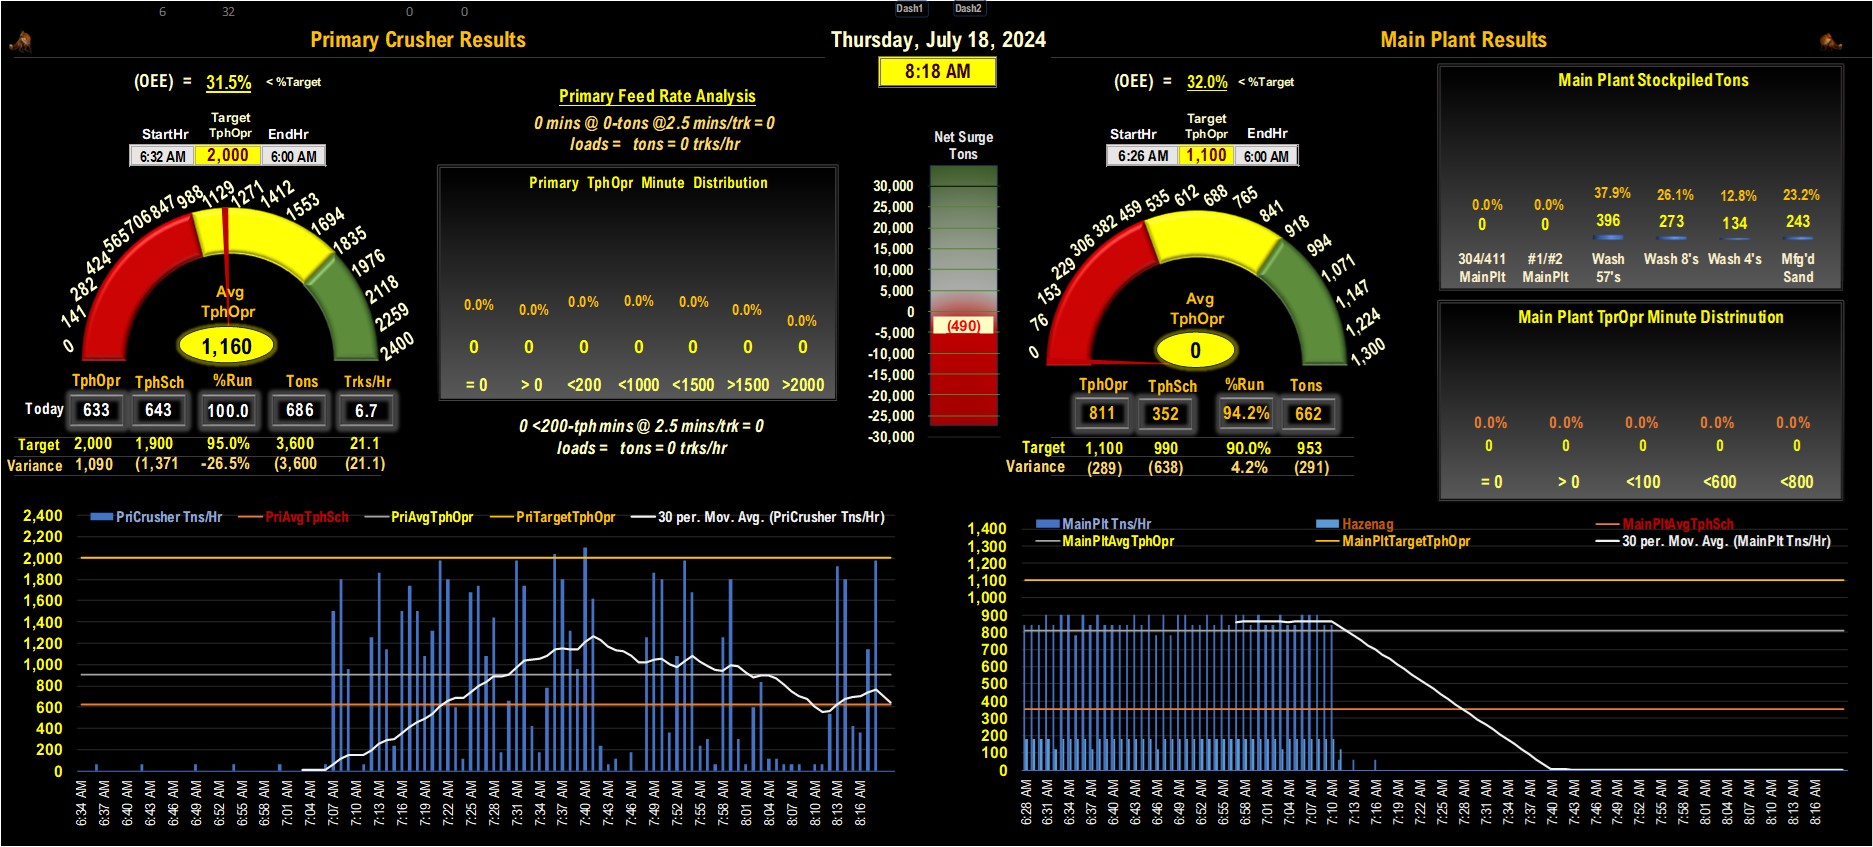 6 32 0 0 Dash1 Dash2
Primary Crusher Results
Thursday, July 18, 2024
Main Plant Results
8:18 AM
(OEE) = 31.5% < %Target
Target
StartHr TphOpr EndHr
6:32 AM 2,000 6:00 AM
0 141 282 424 565 706 847 988 1129 1271 1412 1553 1694 1835 1976 2118 2259 2400
Avg
TphOpr
1,160
TphOpr TphSch %Run Tons Trks/Hr
Today 633 643 100.0 686 6.7
Target 2,000 1,900 95.0% 3,600 21.1
Variance 1,090 (1,371 -26.5% (3,600 (21.1)
Primary Feed Rate Analysis
0 mins @ 0-tons @2.5 mins/trk = 0
loads = tons = 0 trks/hr
Primary TphOpr Minute Distribution
0.0% 0.0% 0.0% 0.0% 0.0% 0.0% 0.0%
0 0 0 0 0 0 0
= 0 > 0 <200 <1000 <1500 >1500 >2000
0 <200-tph mins @ 2.5 mins/trk = 0
loads = tons = 0 trks/hr
Net Surge
Tons
30,000
25,000
20,000
15,000
10,000
5,000
0
(490)
-5,000
-10,000
-15,000
-20,000
-25,000
-30,000
(OEE) = 32.0% < %Target
Target
StartHr TphOpr EndHr
6:26 AM 1,100 6:00 AM
0 76 153 229 306 382 459 535 612 688 765 841 918 994 1,071 1,147 1,224 1,300
Avg
TphOpr
0
TphOpr TphSch %Run Tons
811 352 94.2% 662
Target 1,100 990 90.0% 953
Variance (289) (638) 4.2% (291)
Main Plant Stockpiled Tons
0.0% 0.0% 37.9% 26.1% 12.8% 23.2%
0 0 396 273 134 243
304/411 #1/#2 Wash Wash 8's Wash 4's Mfg'd
MainPlt MainPlt 57's Sand
Main Plant TprOpr Minute Distrinution
0.0% 0.0% 0.0% 0.0% 0.0%
0 0 0 0 0
= 0 > 0 <100 <600 <800
PriCrusher Tns/Hr PriAvgTphSch PriAvgTphOpr PriTargetTphOpr 30 per. Mov. Avg. (PriCrusher Tns/Hr)
2,400
2,200
2,000
1,800
1,600
1,400
1,200
1,000
800
600
400
200
0
6:34 AM 6:37 AM 6:40 AM 6:43 AM 6:46 AM 6:49 AM 6:52 AM 6:55 AM 6:58 AM 7:01 AM 7:04 AM 7:07 AM 7:10 AM 7:13 AM 7:16 AM 7:19 AM 7:22 AM 7:25 AM 7:28 AM 7:31 AM 7:34 AM 7:37 AM 7:40 AM 7:43 AM 7:46 AM 7:49 AM 7:52 AM 7:55 AM 7:58 AM 8:01 AM 8:04 AM 8:07 AM 8:10 AM 8:13 AM 8:16 AM
MainPlt Tns/Hr Hazenag MainPltAvgTphSch
MainPltAvgTphOpr MainPltTargetTphOpr 30 per. Mov. Avg. (MainPlt Tns/Hr)
1,400
1,300
1,200
1,100
1,000
900
800
700
600
500
400
300
200
100
0
6:28 AM 6:31 AM 6:34 AM 6:37 AM 6:40 AM 6:43 AM 6:46 AM 6:49 AM 6:52 AM 6:55 AM 6:58 AM 7:01 AM 7:04 AM 7:07 AM 7:10 AM 7:13 AM 7:16 AM 7:19 AM 7:22 AM 7:25 AM 7:28 AM 7:31 AM 7:34 AM 7:37 AM 7:40 AM 7:43 AM 7:46 AM 7:49 AM 7:52 AM 7:55 AM 7:58 AM 8:01 AM 8:04 AM 8:07 AM 8:10 AM 8:13 AM 8:16 AM